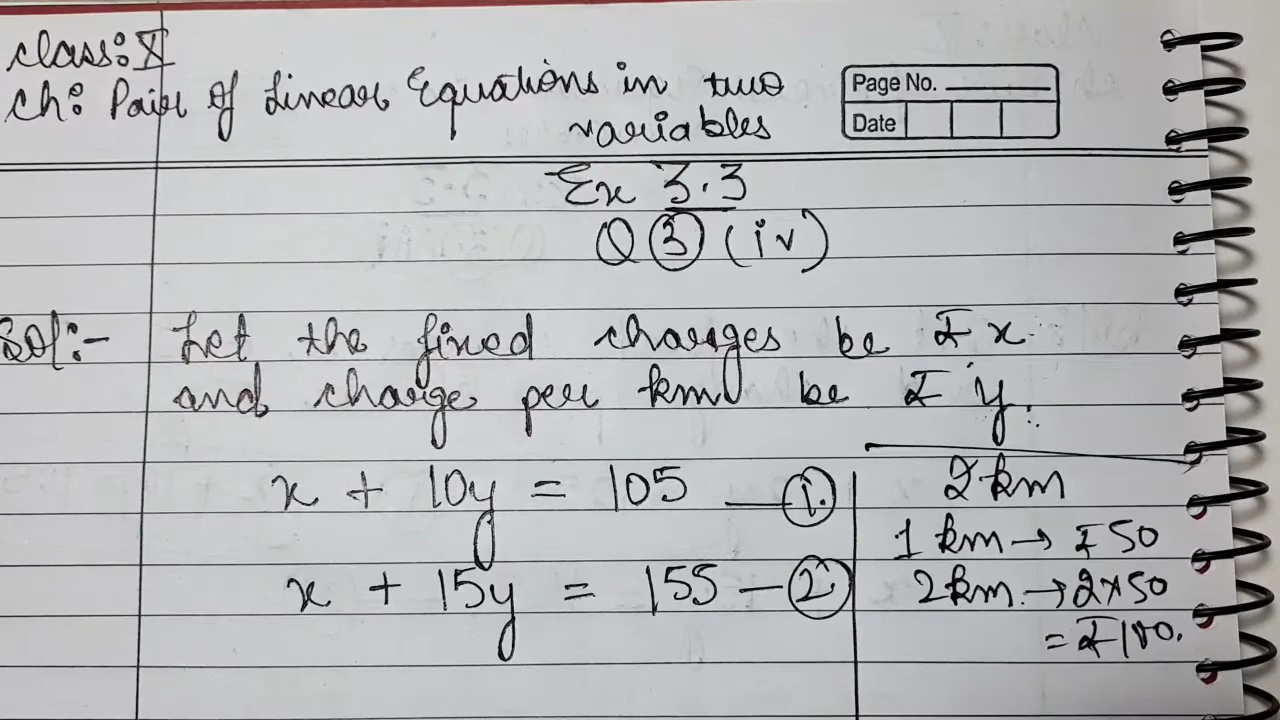 Class: X
Ch: Pair of Linear Equations in two
variables
Page No.
Date
Ex 3.3
Q 3 (iv)
Sol:- Let the fixed charges be ₹ x.
and charge per km be ₹ y.
x + 10y = 105 — 1.
x + 15y = 155 — 2.
2 km
1 km → ₹ 50
2 km. → 2×50
= ₹100.